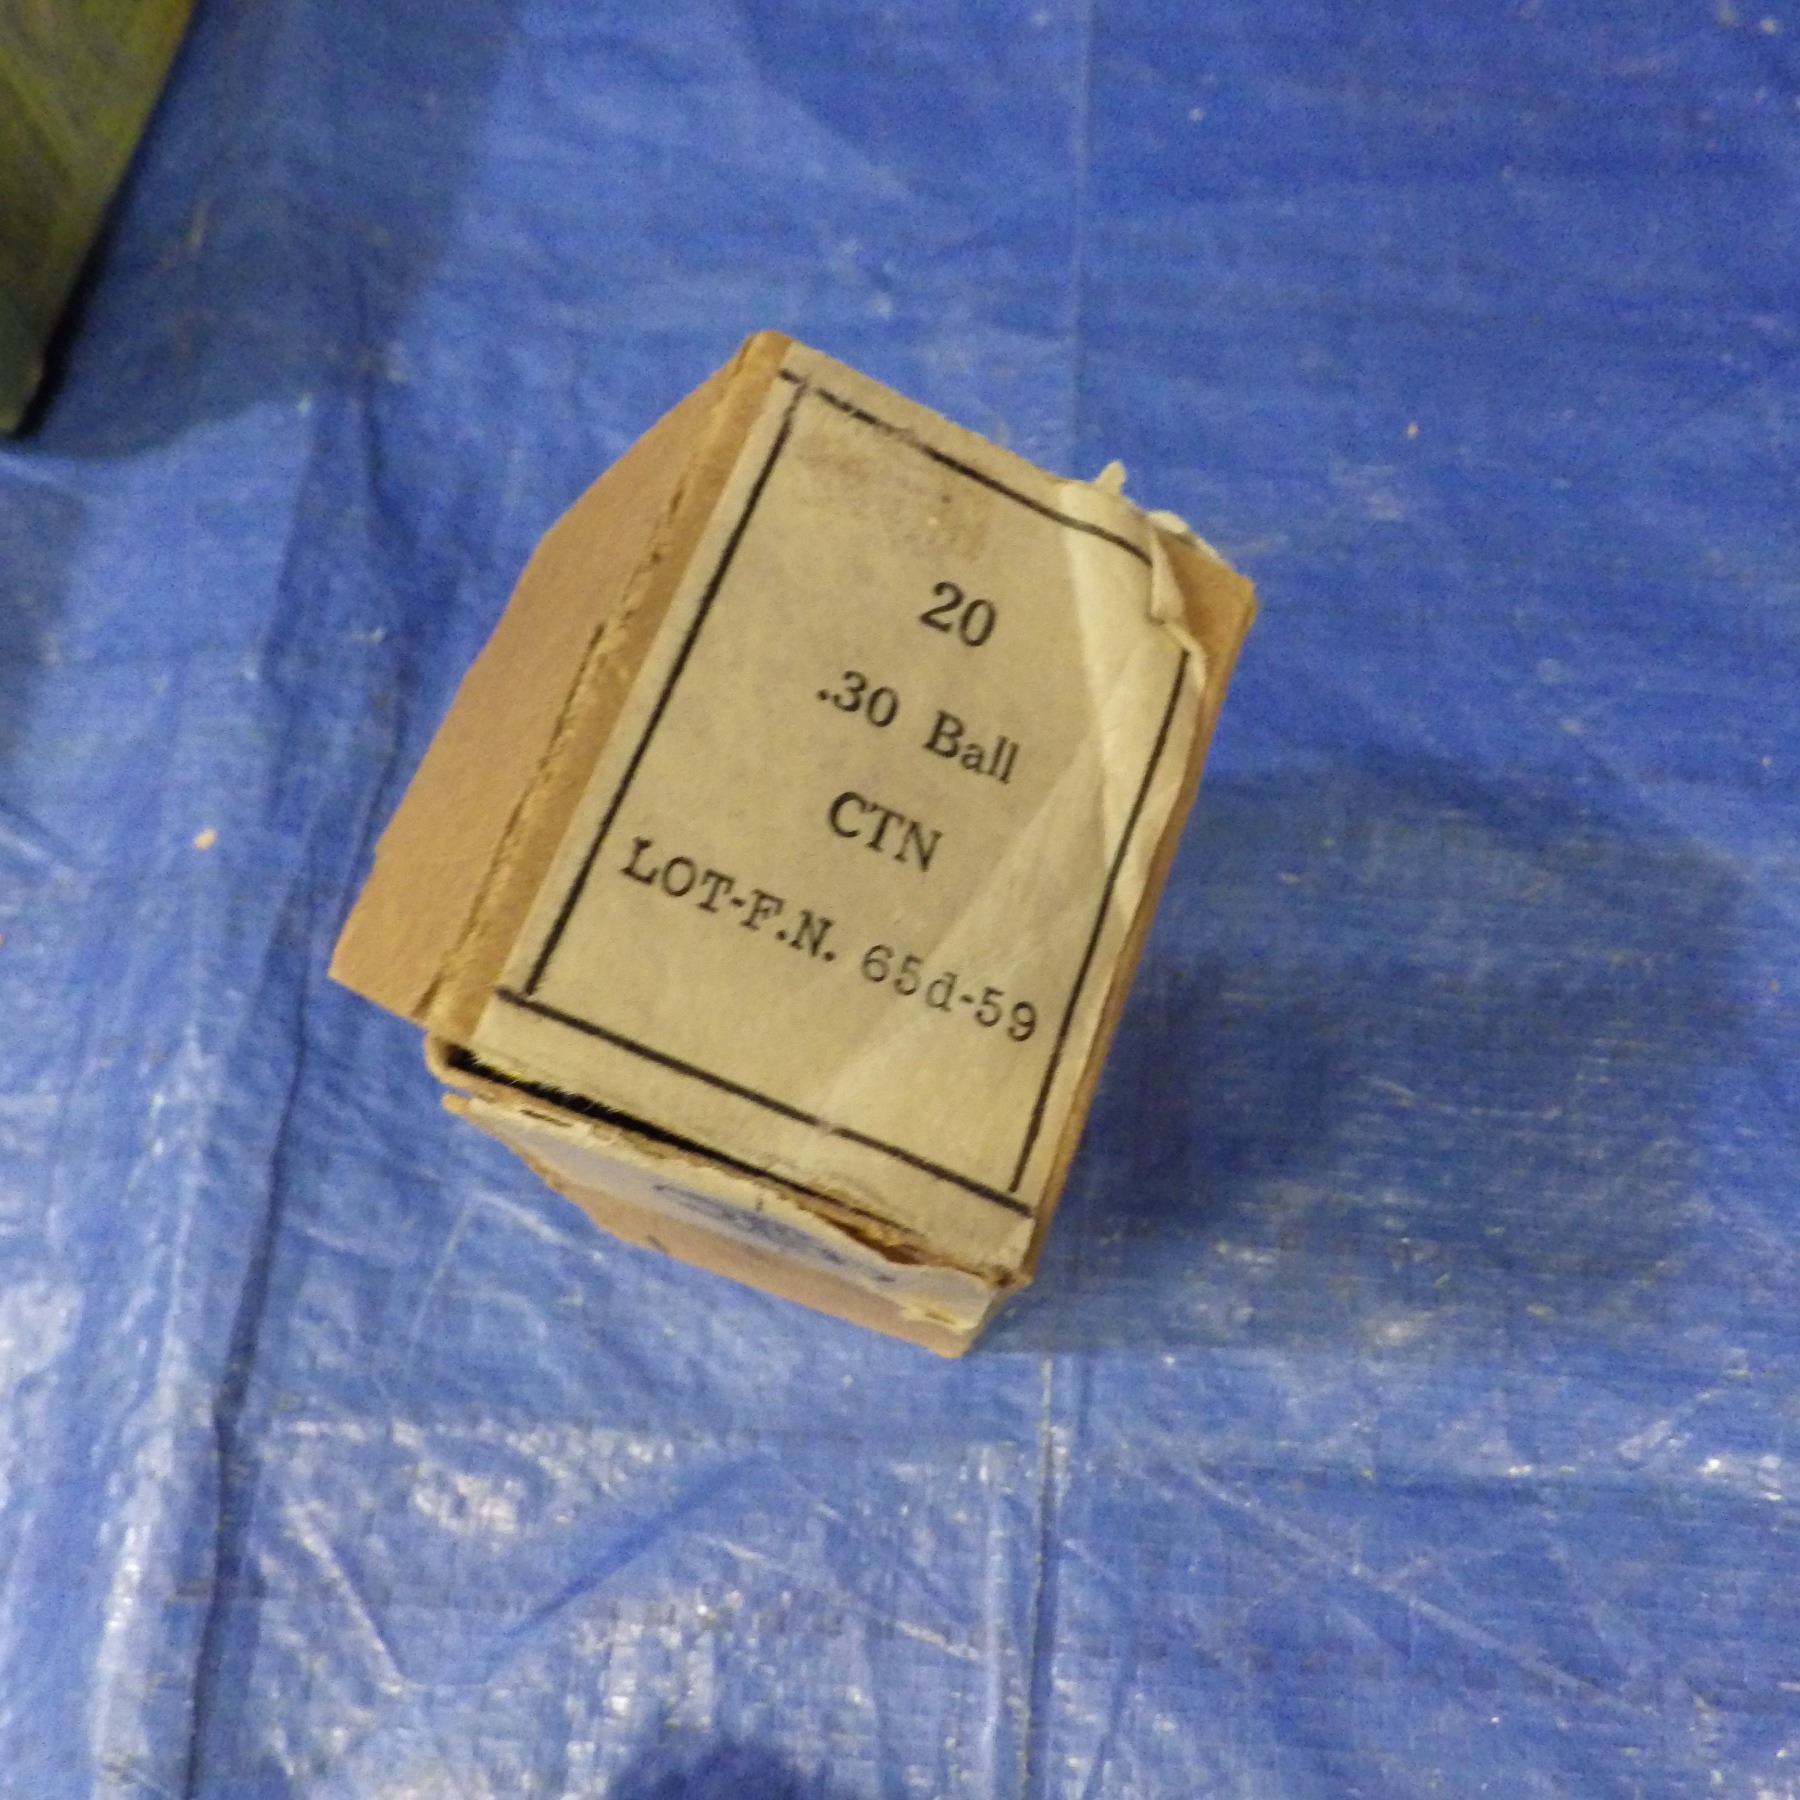 20
.30 Ball
CTN
LOT-F.N. 65d-59